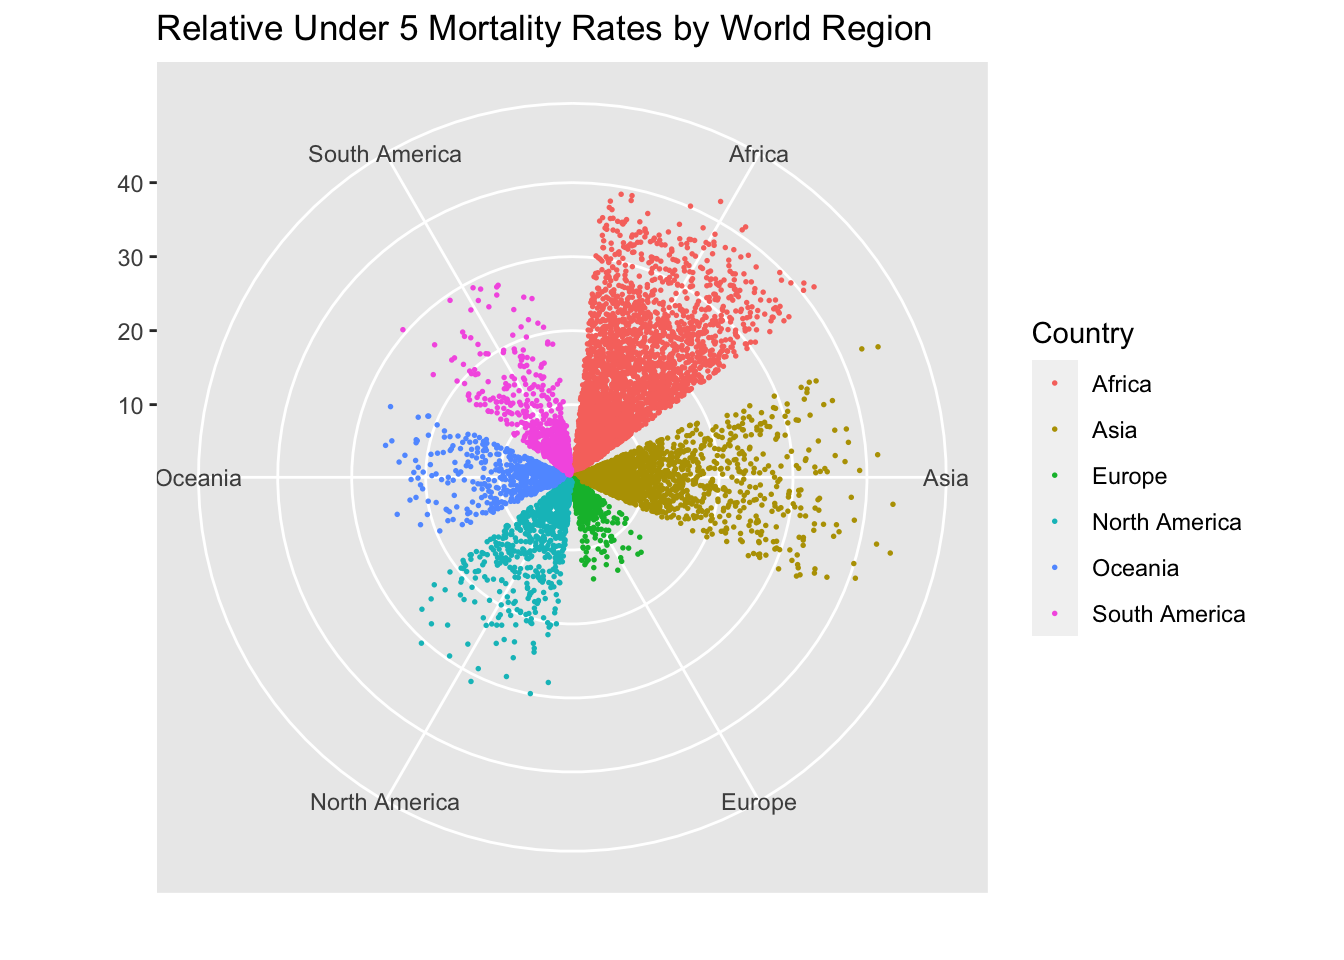 Relative Under 5 Mortality Rates by World Region
South America
Africa
40
30
20
10
Oceania
Asia
North America
Europe
Country
Africa
Asia
Europe
North America
Oceania
South America